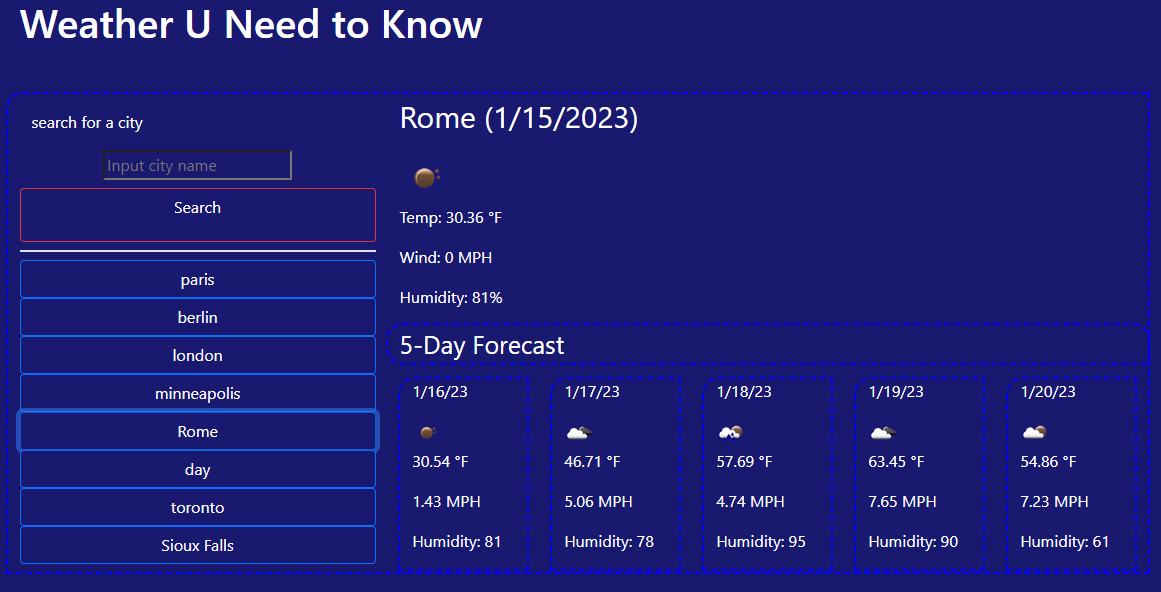 Weather U Need to Know
search for a city
Input city name
Search
paris
berlin
london
minneapolis
Rome
day
toronto
Sioux Falls
Rome (1/15/2023)
Temp: 30.36 °F
Wind: 0 MPH
Humidity: 81%
5-Day Forecast
1/16/23
30.54 °F
1.43 MPH
Humidity: 81
1/17/23
46.71 °F
5.06 MPH
Humidity: 78
1/18/23
57.69 °F
4.74 MPH
Humidity: 95
1/19/23
63.45 °F
7.65 MPH
Humidity: 90
1/20/23
54.86 °F
7.23 MPH
Humidity: 61